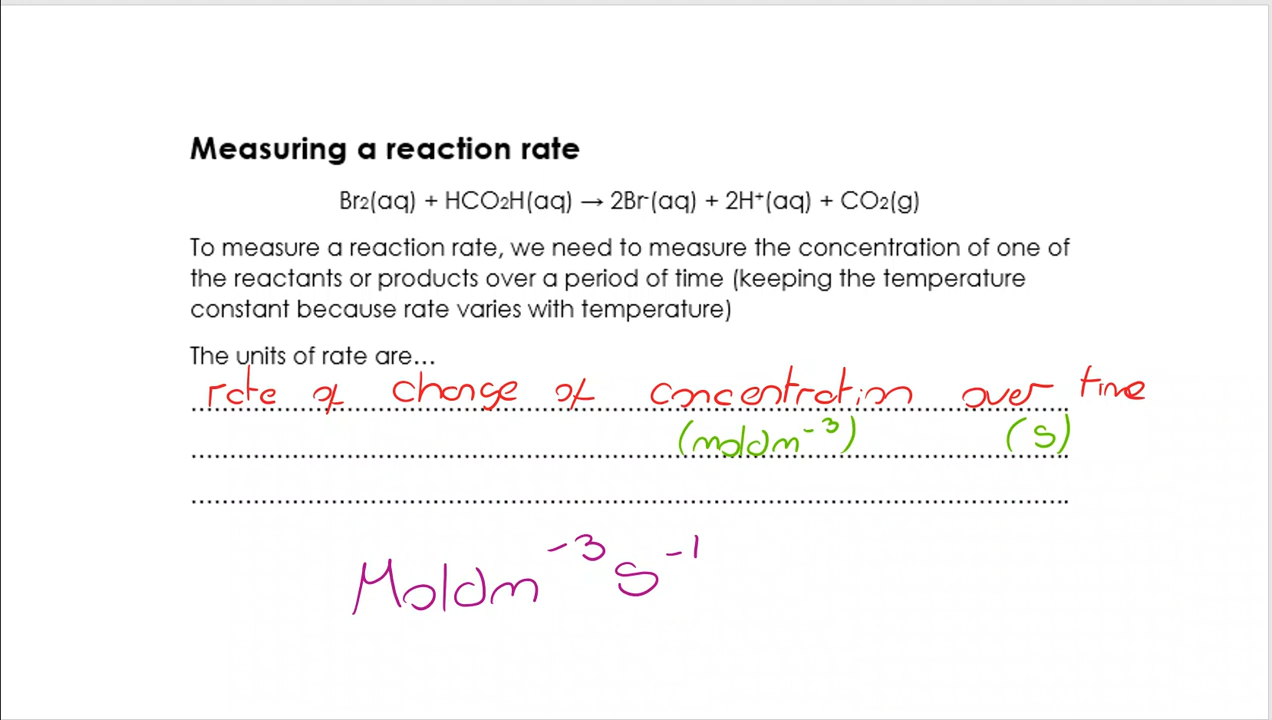 Measuring a reaction rate
Br2(aq) + HCO2H(aq) → 2Br-(aq) + 2H+(aq) + CO2(g)
To measure a reaction rate, we need to measure the concentration of one of
the reactants or products over a period of time (keeping the temperature
constant because rate varies with temperature)
The units of rate are...
rate of change of concentration over time
(moldm⁻³) (s)
Moldm⁻³s⁻¹